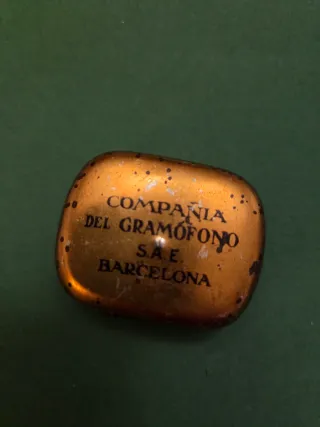 COMPAÑIA
DEL GRAMÓFONO
S.A.E.
BARCELONA